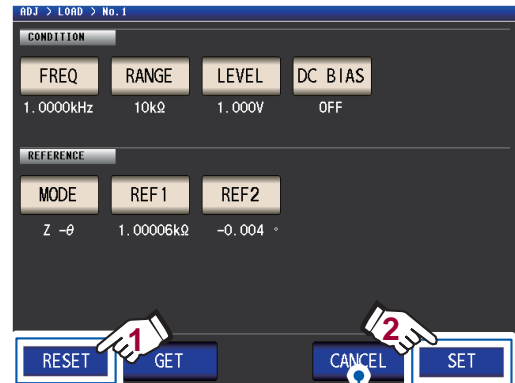 ADJ > LOAD > No.1
CONDITION
FREQ RANGE LEVEL DC BIAS
1.0000kHz 10kΩ 1.000V OFF
REFERENCE
MODE REF1 REF2
Z -θ 1.00006kΩ -0.004 °
1 2
RESET GET CANCEL SET